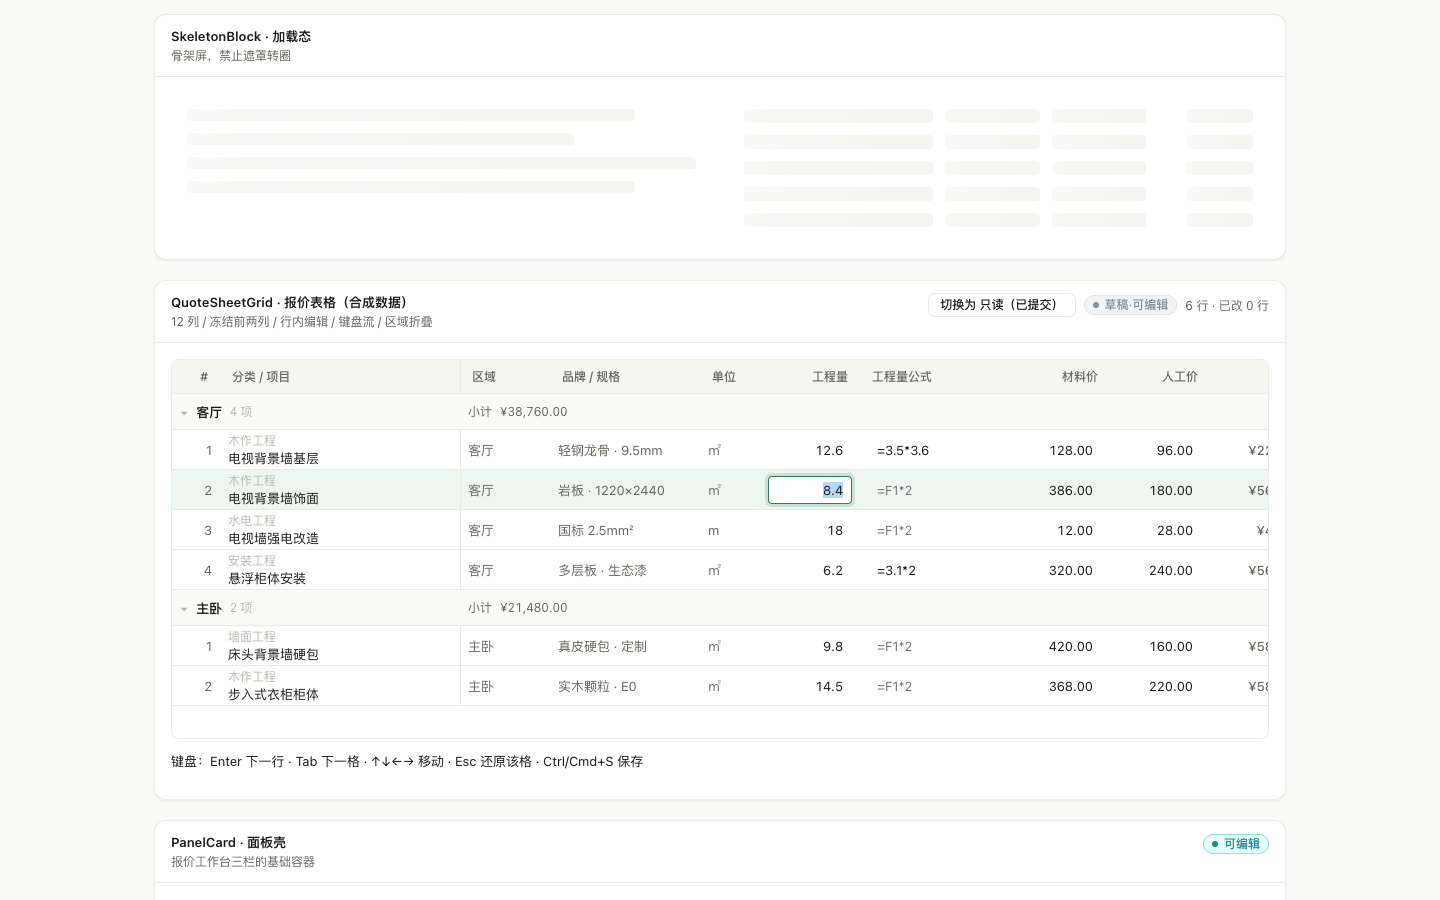 SkeletonBlock · 加载态
骨架屏，禁止遮罩转圈
QuoteSheetGrid · 报价表格（合成数据）
12 列 / 冻结前两列 / 行内编辑 / 键盘流 / 区域折叠
切换为 只读（已提交） 草稿·可编辑 6 行 · 已改 0 行
# 分类 / 项目 区域 品牌 / 规格 单位 工程量 工程量公式 材料价 人工价
客厅 4 项 小计 ¥38,760.00
木作工程
1 电视背景墙基层 客厅 轻钢龙骨 · 9.5mm ㎡ 12.6 =3.5*3.6 128.00 96.00 ¥22
木作工程
2 电视背景墙饰面 客厅 岩板 · 1220×2440 ㎡ 8.4 =F1*2 386.00 180.00 ¥56
水电工程
3 电视墙强电改造 客厅 国标 2.5mm² m 18 =F1*2 12.00 28.00 ¥4
安装工程
4 悬浮柜体安装 客厅 多层板 · 生态漆 ㎡ 6.2 =3.1*2 320.00 240.00 ¥56
主卧 2 项 小计 ¥21,480.00
墙面工程
1 床头背景墙硬包 主卧 真皮硬包 · 定制 ㎡ 9.8 =F1*2 420.00 160.00 ¥58
木作工程
2 步入式衣柜柜体 主卧 实木颗粒 · E0 ㎡ 14.5 =F1*2 368.00 220.00 ¥58
键盘：Enter 下一行 · Tab 下一格 · ↑↓←→ 移动 · Esc 还原该格 · Ctrl/Cmd+S 保存
PanelCard · 面板壳
报价工作台三栏的基础容器
可编辑